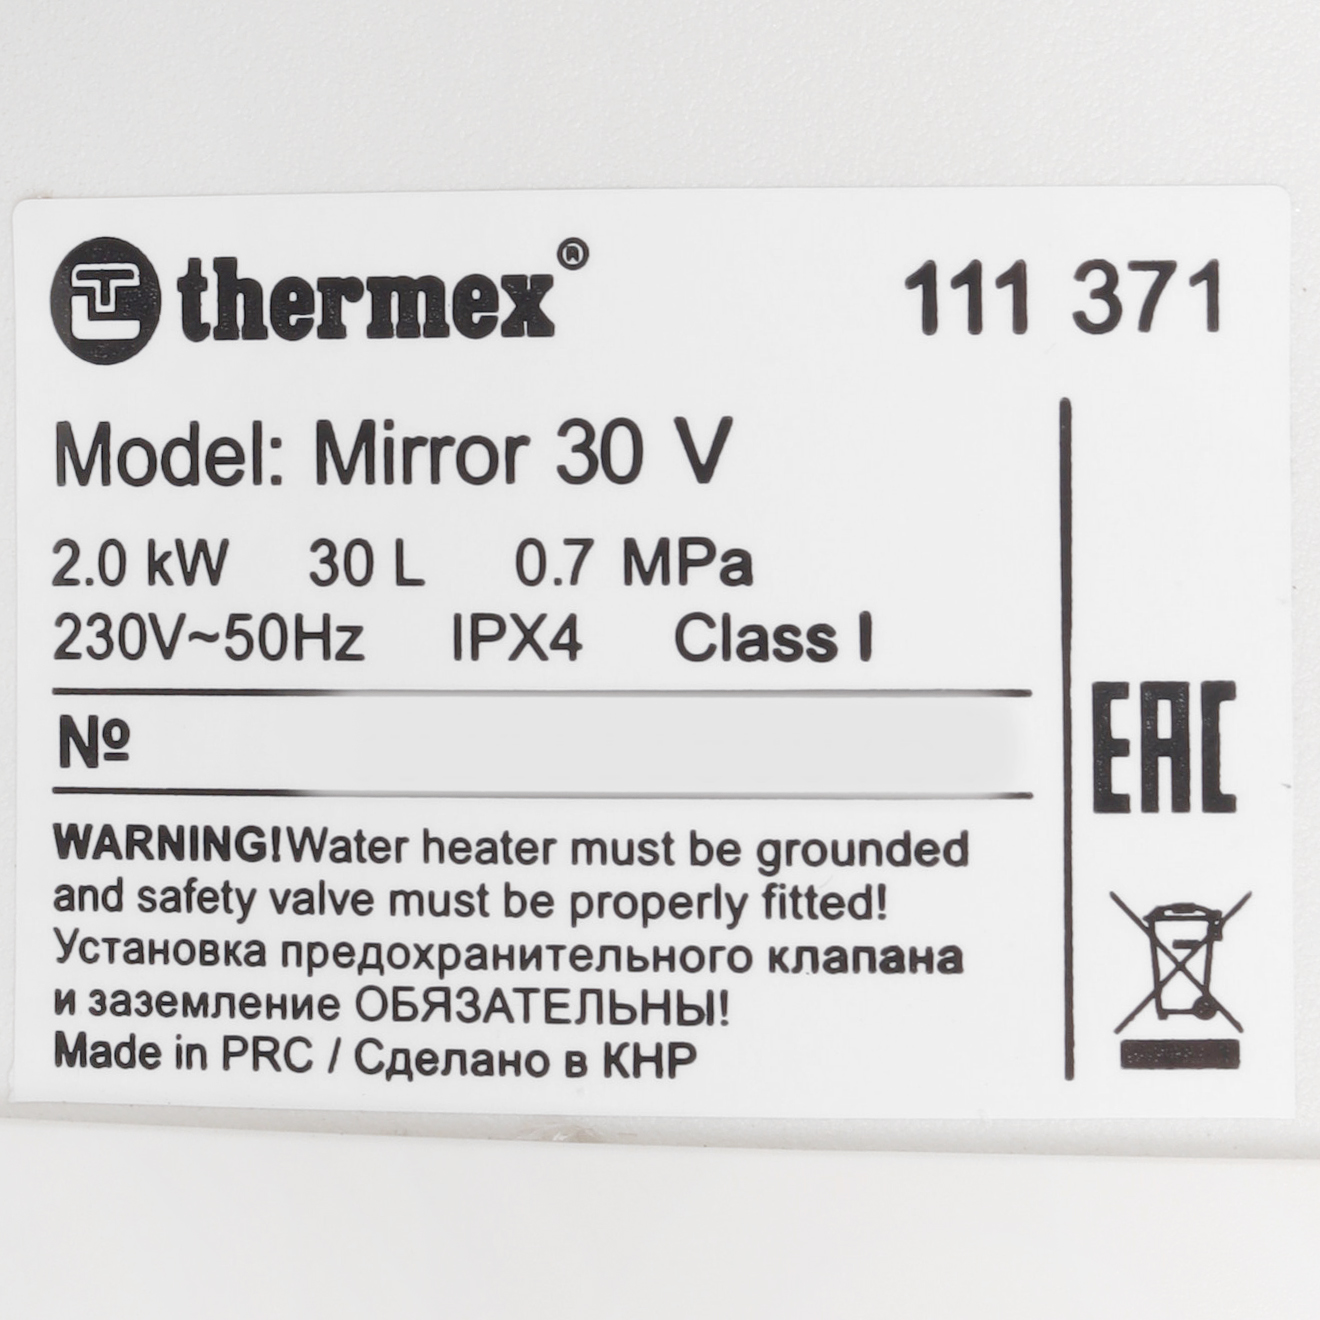 thermex® 111 371
Model: Mirror 30 V
2.0 kW 30 L 0.7 MPa
230V~50Hz IPX4 Class I
№
EAC
WARNING!Water heater must be grounded
and safety valve must be properly fitted!
Установка предохранительного клапана
и заземление ОБЯЗАТЕЛЬНЫ!
Made in PRC / Сделано в КНР